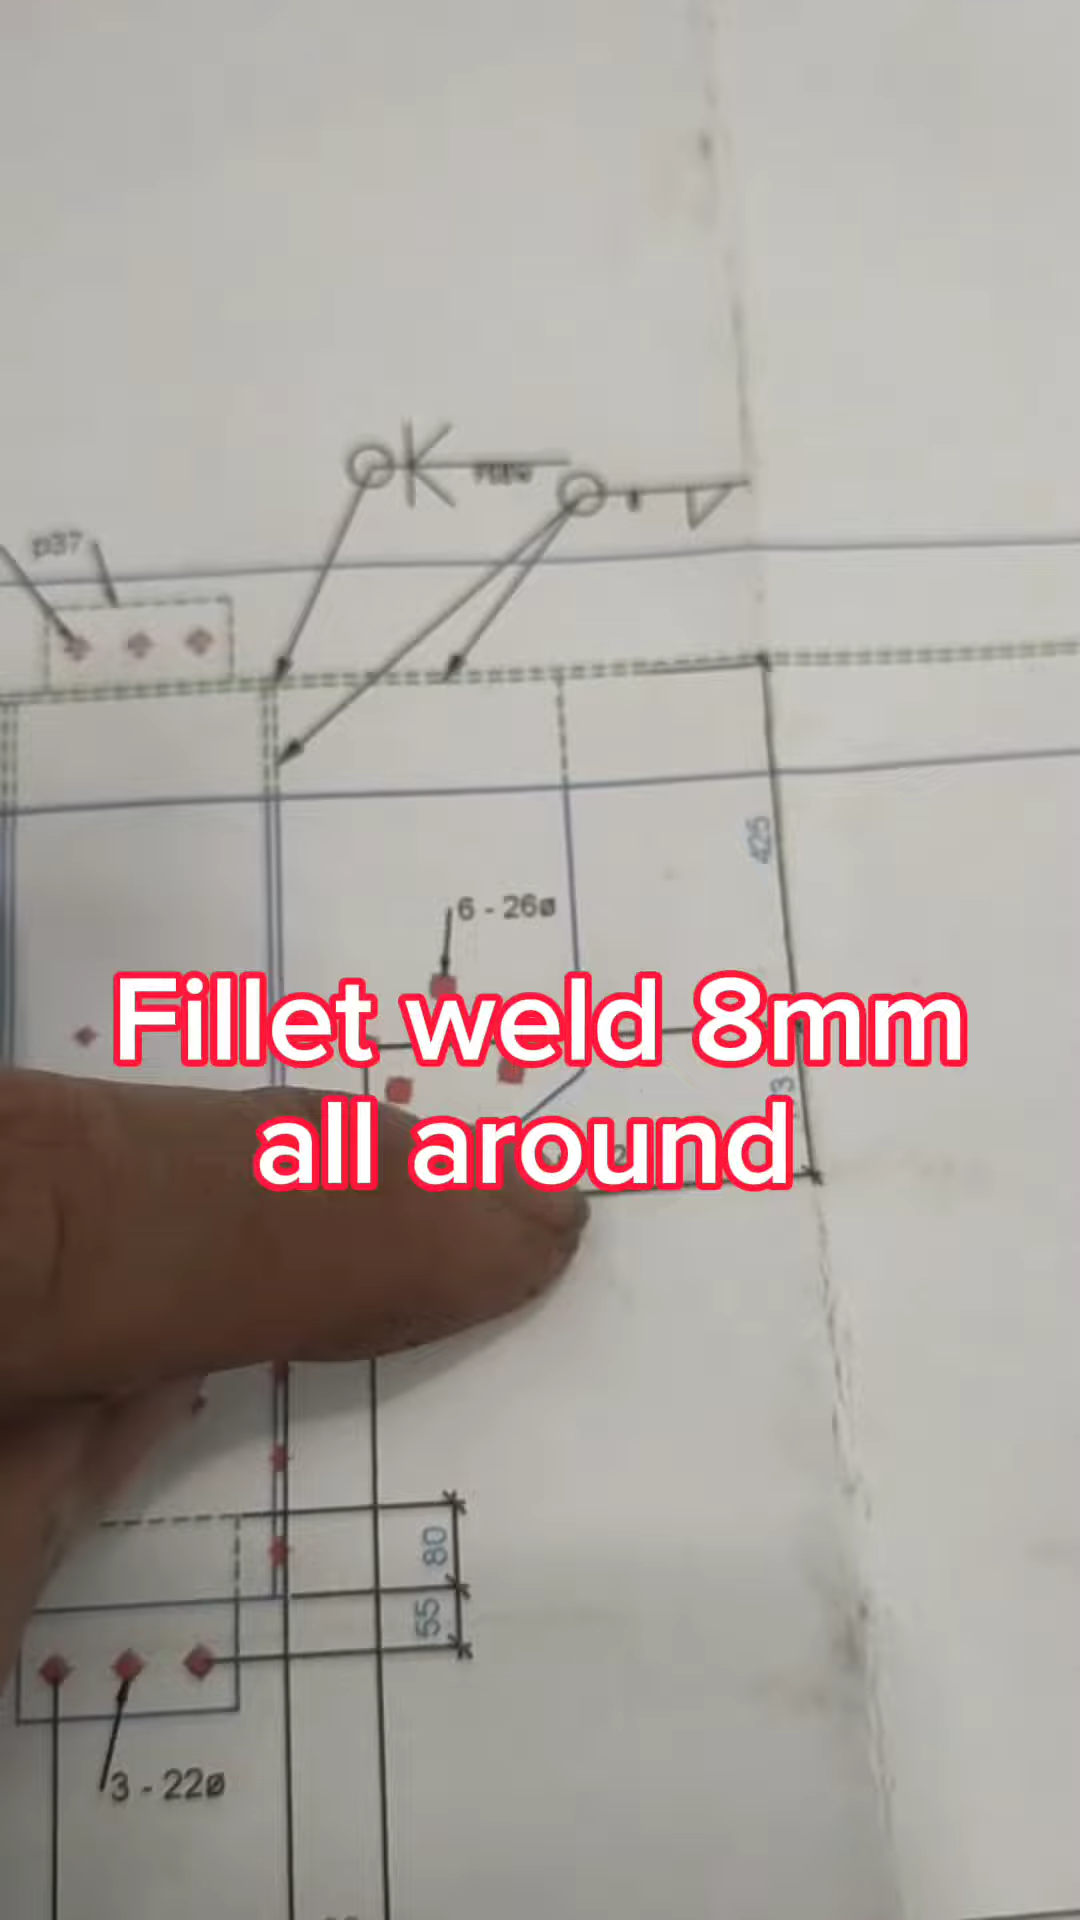 p37
425
6 - 26ø
Fillet weld 8mm
all around
80
55
3 - 22ø